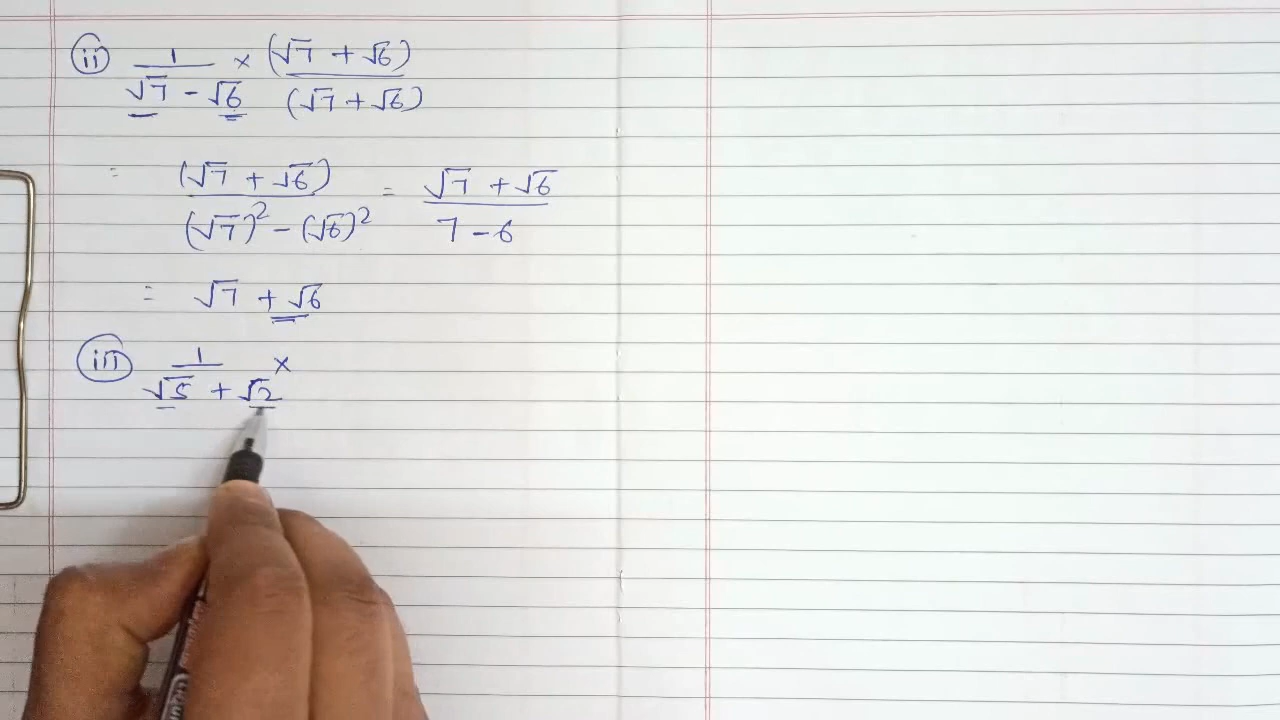 (ii) 1/(√7 − √6) × (√7 + √6)/(√7 + √6)
= (√7 + √6)/((√7)² − (√6)²) = (√7 + √6)/(7 − 6)
= √7 + √6
(iii) 1/(√5 + √2) ×